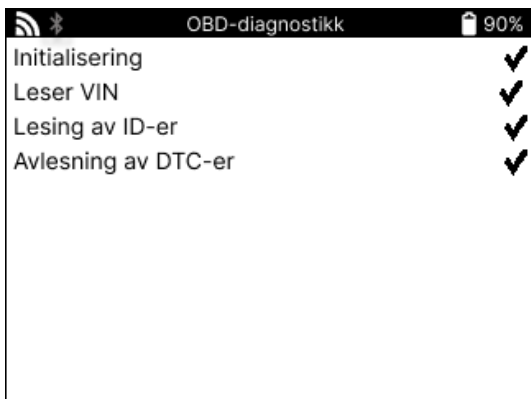 OBD-diagnostikk 90%
Initialisering
Leser VIN
Lesing av ID-er
Avlesning av DTC-er